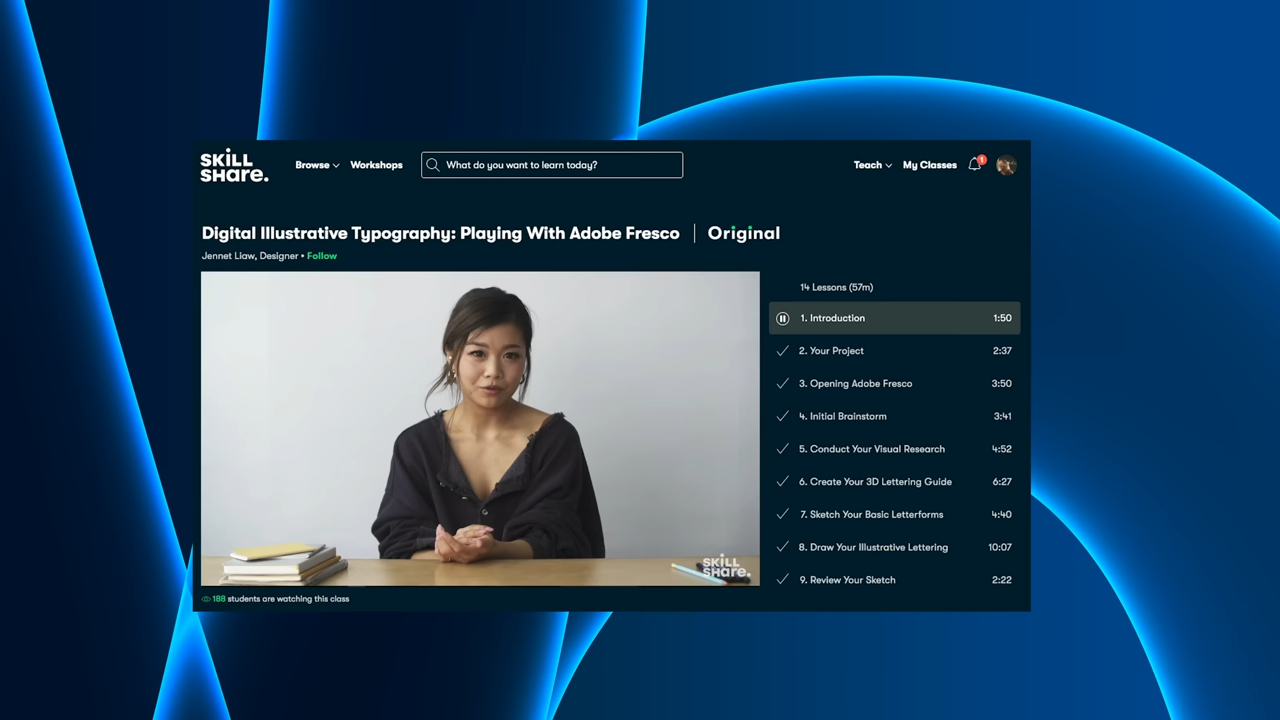 SKILL SHare.
Browse
Workshops
What do you want to learn today?
Teach
My Classes
1
Digital Illustrative Typography: Playing With Adobe Fresco | Original
Jennet Liaw, Designer • Follow
14 Lessons (57m)
1. Introduction 1:50
2. Your Project 2:37
3. Opening Adobe Fresco 3:50
4. Initial Brainstorm 3:41
5. Conduct Your Visual Research 4:52
6. Create Your 3D Lettering Guide 6:27
7. Sketch Your Basic Letterforms 4:40
8. Draw Your Illustrative Lettering 10:07
9. Review Your Sketch 2:22
SKILL SHare.
188 students are watching this class